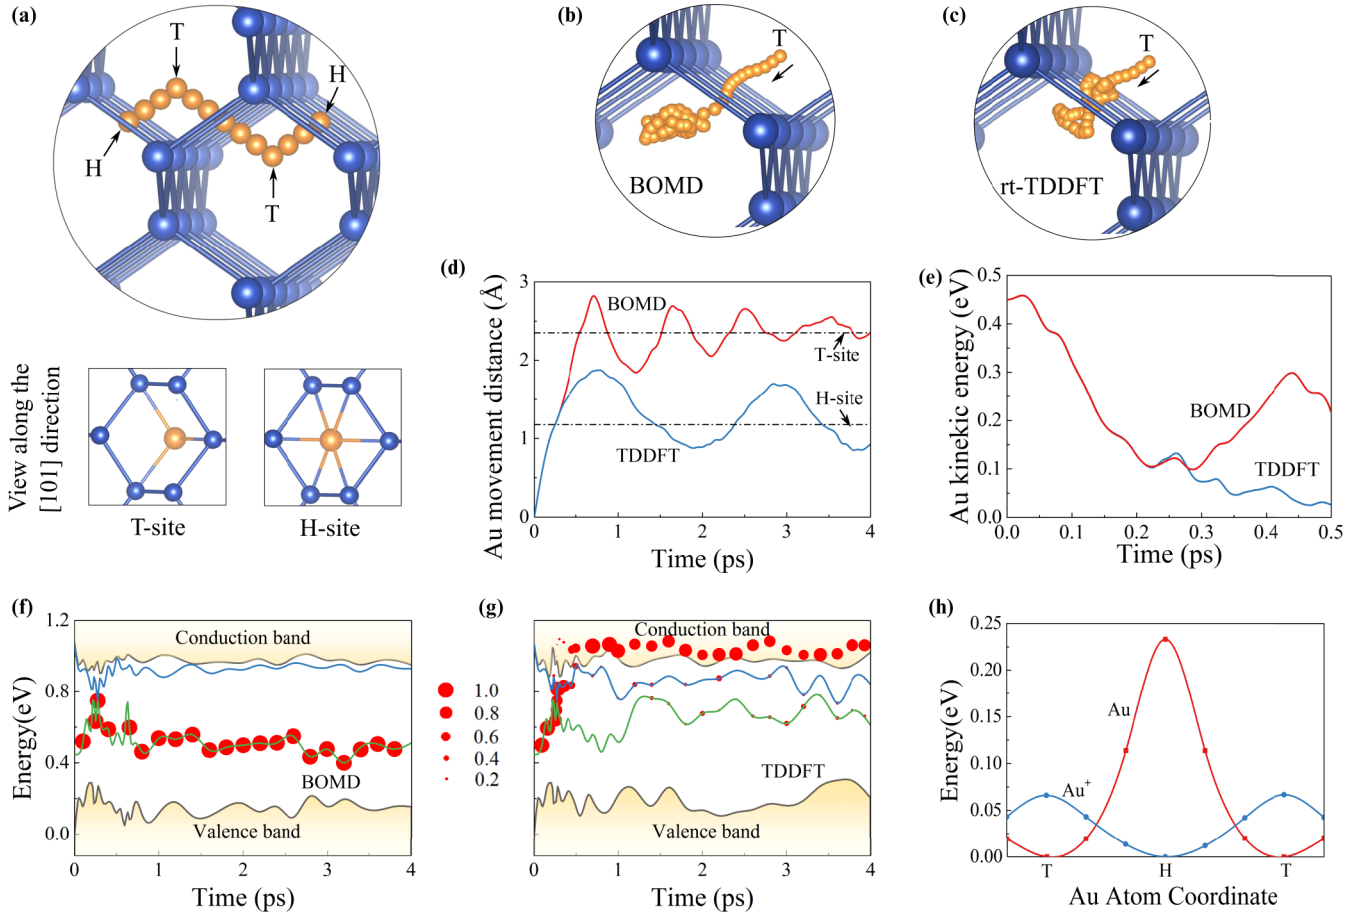 (a)
T
H
H
T
(b)
T
BOMD
(c)
T
rt-TDDFT
View along the
[101] direction
T-site
H-site
(d)
Au movement distance (Å)
3
2
1
0
BOMD
T-site
H-site
TDDFT
0
1
2
3
4
Time (ps)
(e)
Au kinekic energy (eV)
0.5
0.4
0.3
0.2
0.1
0.0
BOMD
TDDFT
0.0
0.1
0.2
0.3
0.4
0.5
Time (ps)
(f)
Energy(eV)
1.2
0.8
0.4
0.0
Conduction band
BOMD
Valence band
0
1
2
3
4
Time (ps)
(g)
1.0
0.8
0.6
0.4
0.2
Conduction band
TDDFT
Valence band
0
1
2
3
4
Time (ps)
(h)
Energy(eV)
0.25
0.20
0.15
0.10
0.05
0.00
Au
Au⁺
T
H
T
Au Atom Coordinate